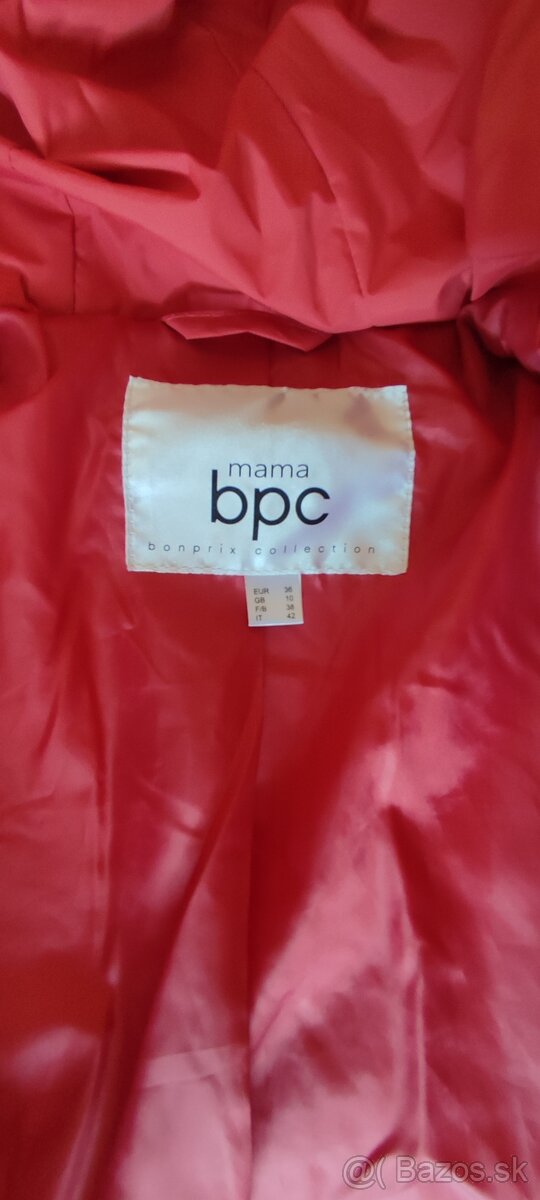 mama
bpc
bonprix collection
EUR 36
GB 10
F/B 38
IT 42
@( Bazos.sk